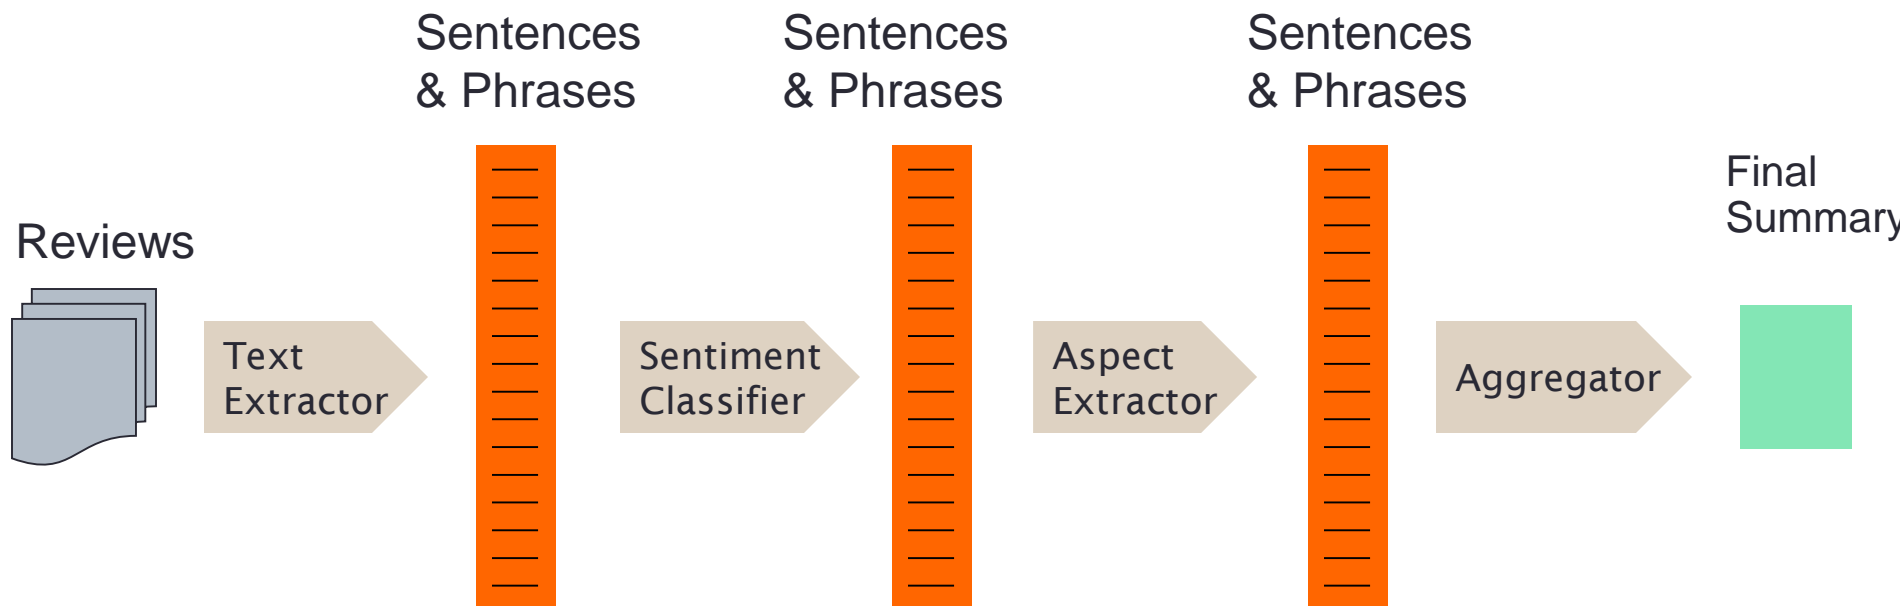 Sentences
& Phrases
Sentences
& Phrases
Sentences
& Phrases
Final
Summary
Reviews
Text
Extractor
Sentiment
Classifier
Aspect
Extractor
Aggregator